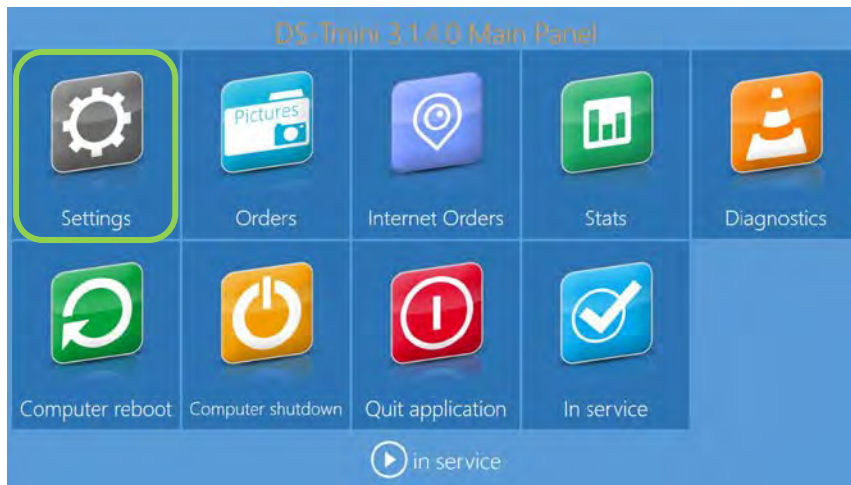 DS-Tmini 3.1.4.0 Main Panel
Pictures
Settings Orders Internet Orders Stats Diagnostics
Computer reboot Computer shutdown Quit application In service
in service